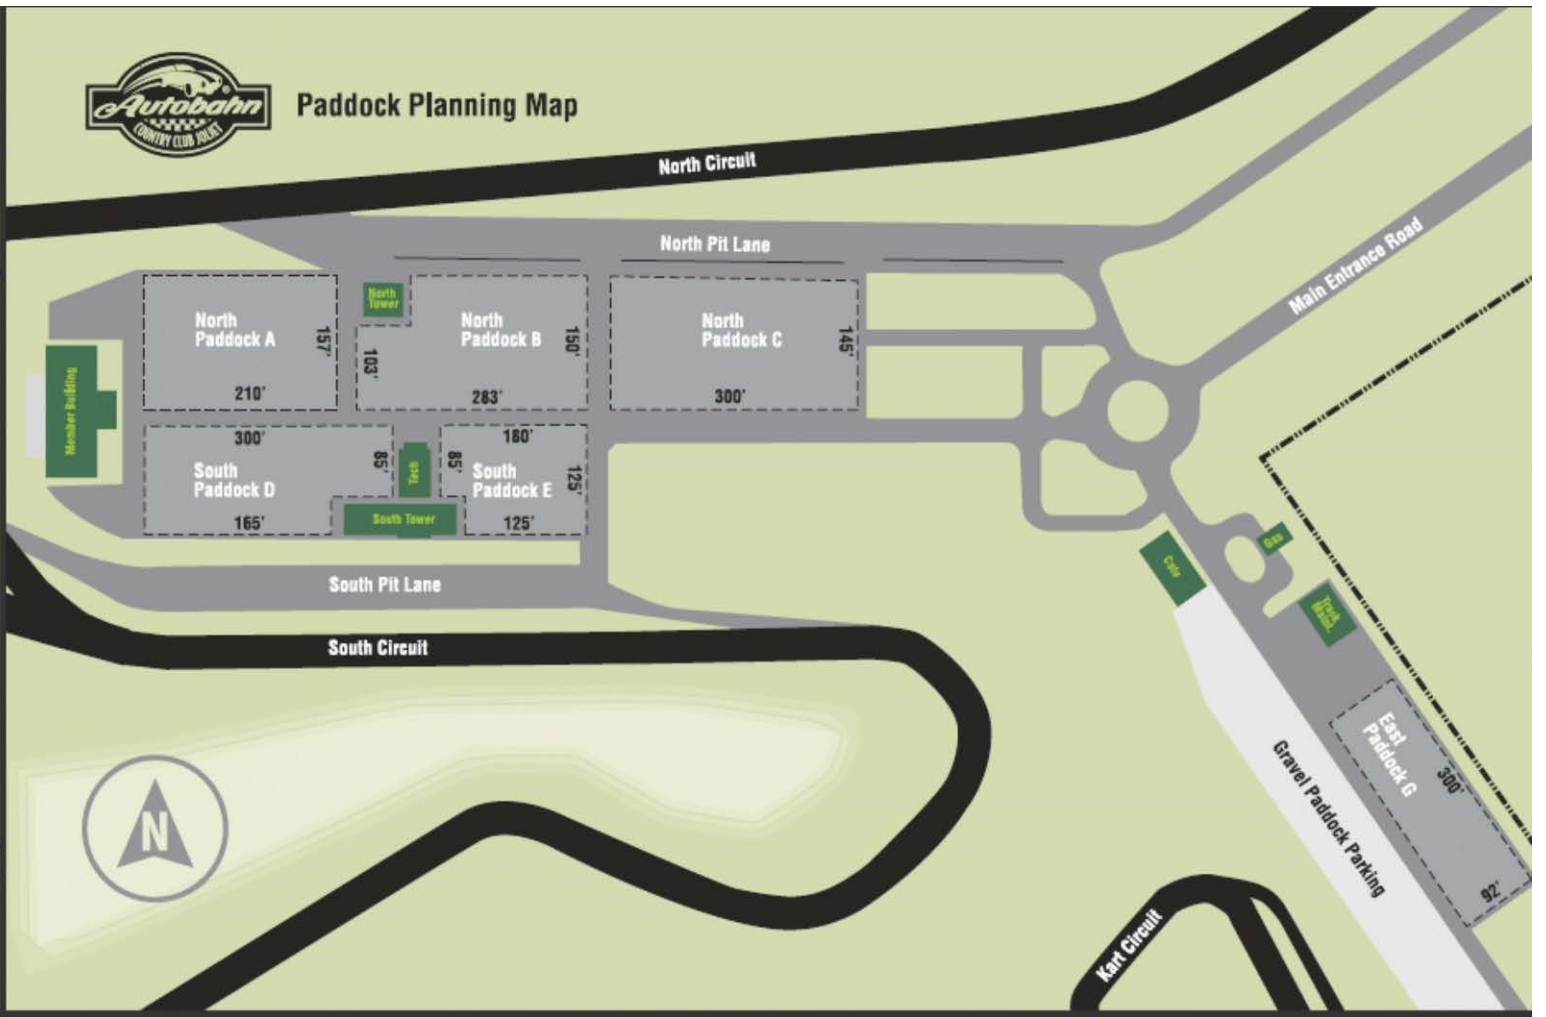 Autobahn®
COUNTRY CLUB JOLIET
Paddock Planning Map
North Circuit
North Pit Lane
Main Entrance Road
North
Tower
North
Paddock A
157'
210'
North
Paddock B
103'
150'
283'
North
Paddock C
145'
300'
Member Building
300'
South
Paddock D
85'
165'
Tech
South Tower
180'
85'
South
Paddock E
125'
125'
South Pit Lane
South Circuit
Cafe
Gas
Track
Maint.
East
Paddock G
300'
92'
Gravel Paddock Parking
Kart Circuit
N